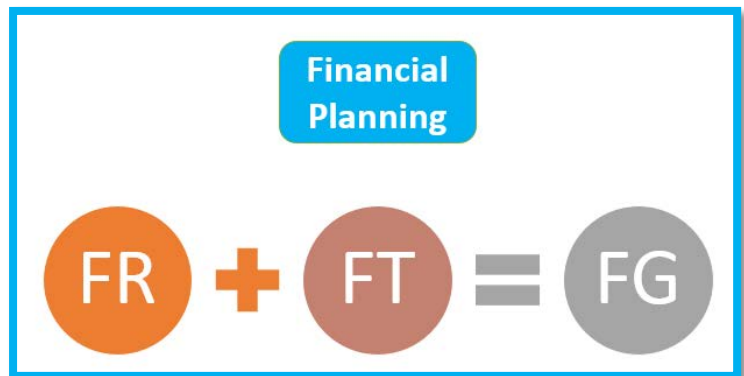 Financial
Planning
FR + FT = FG